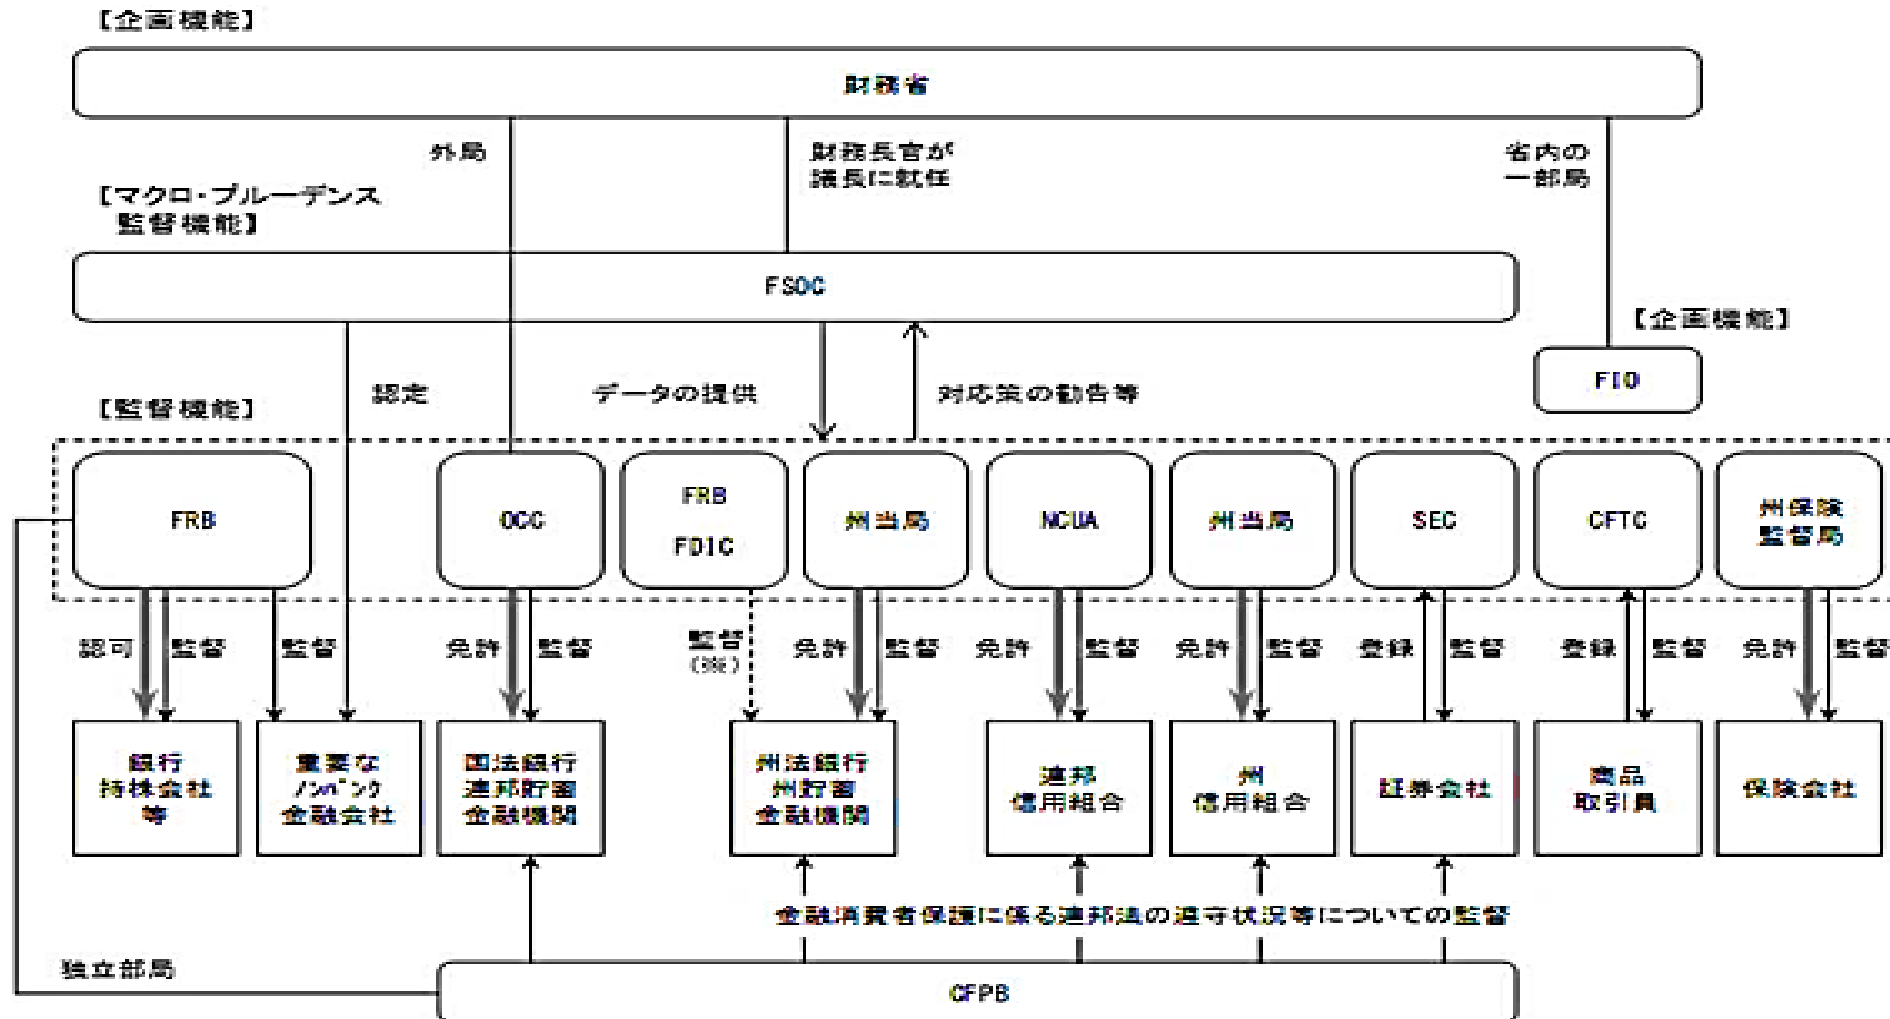 【企画機能】
財務省
外局
財務長官が
議長に就任
省内の
一部局
【マクロ・プルーデンス
監督機能】
FSOC
【企画機能】
FIO
認定
データの提供
対応策の勧告等
【監督機能】
FRB
OCC
FRB
FDIC
州当局
NCUA
州当局
SEC
CFTC
州保険
監督局
認可
監督
監督
免許
監督
監督
免許
監督
免許
監督
免許
監督
登録
監督
登録
監督
免許
監督
銀行
持株会社
等
重要な
ノンバンク
金融会社
国法銀行
連邦貯蓄
金融機関
州法銀行
州貯蓄
金融機関
連邦
信用組合
州
信用組合
証券会社
商品
取引員
保険会社
金融消費者保護に係る連邦法の遵守状況等についての監督
独立部局
CFPB